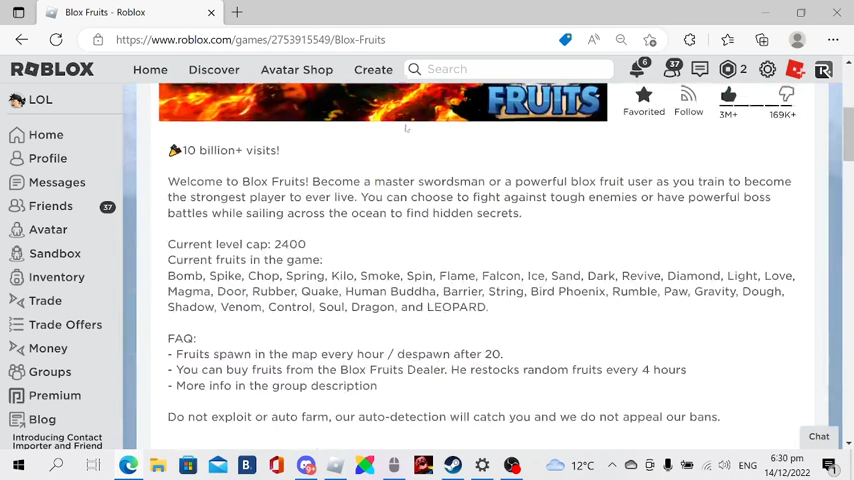 Blox Fruits - Roblox
https://www.roblox.com/games/2753915549/Blox-Fruits
ROBLOX
Home
Discover
Avatar Shop
Create
Search
6
37
2
LOL
Home
Profile
Messages
Friends
37
Avatar
Sandbox
Inventory
Trade
Trade Offers
Money
Groups
Premium
Blog
Introducing Contact
Importer and Friend
FRUITS
Favorited
Follow
3M+
169K+
10 billion+ visits!
Welcome to Blox Fruits! Become a master swordsman or a powerful blox fruit user as you train to become
the strongest player to ever live. You can choose to fight against tough enemies or have powerful boss
battles while sailing across the ocean to find hidden secrets.
Current level cap: 2400
Current fruits in the game:
Bomb, Spike, Chop, Spring, Kilo, Smoke, Spin, Flame, Falcon, Ice, Sand, Dark, Revive, Diamond, Light, Love,
Magma, Door, Rubber, Quake, Human Buddha, Barrier, String, Bird Phoenix, Rumble, Paw, Gravity, Dough,
Shadow, Venom, Control, Soul, Dragon, and LEOPARD.
FAQ:
- Fruits spawn in the map every hour / despawn after 20.
- You can buy fruits from the Blox Fruits Dealer. He restocks random fruits every 4 hours
- More info in the group description
Do not exploit or auto farm, our auto-detection will catch you and we do not appeal our bans.
Chat
12°C
ENG
6:30 pm
14/12/2022